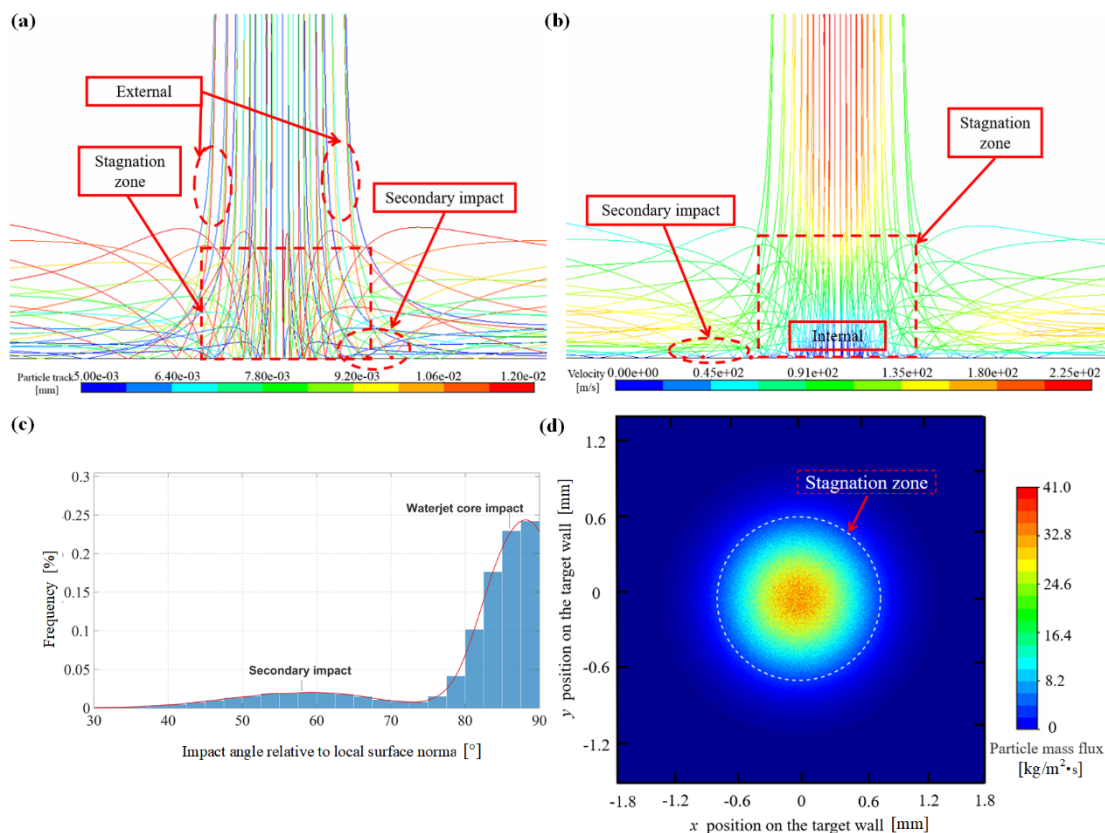 (a)
External
Stagnation
zone
Secondary impact
Particle track
[mm]
5.00e-03 6.40e-03 7.80e-03 9.20e-03 1.06e-02 1.20e-02
(b)
Stagnation
zone
Secondary impact
Internal
Velocity
[m/s]
0.00e+00 0.45e+02 0.91e+02 1.35e+02 1.80e+02 2.25e+02
(c)
Frequency [%]
0.3
0.25
0.2
0.15
0.1
0.05
0
Waterjet core impact
Secondary impact
30 40 50 60 70 80 90
Impact angle relative to local surface norma [°]
(d)
y position on the target wall [mm]
1.2
0.6
0
-0.6
-1.2
Stagnation zone
-1.8 -1.2 -0.6 0 0.6 1.2 1.8
x position on the target wall [mm]
41.0
32.8
24.6
16.4
8.2
0
Particle mass flux
[kg/m²•s]